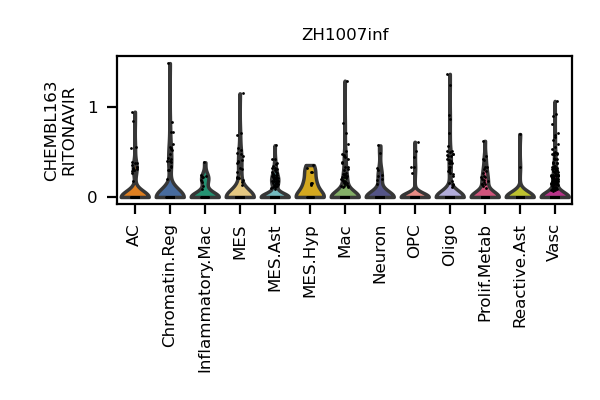 ZH1007inf
CHEMBL163
RITONAVIR
1
0
AC
Chromatin.Reg
Inflammatory.Mac
MES
MES.Ast
MES.Hyp
Mac
Neuron
OPC
Oligo
Prolif.Metab
Reactive.Ast
Vasc